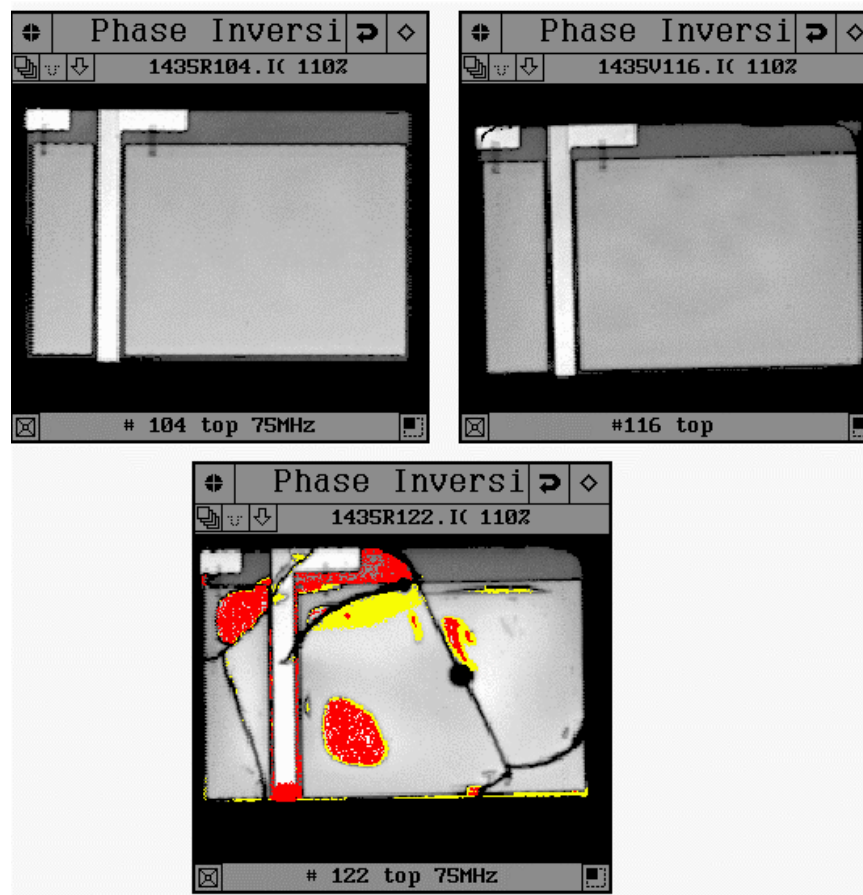 Phase Inversi
1435R104.I( 110%
# 104 top 75MHz
Phase Inversi
1435V116.I( 110%
#116 top
Phase Inversi
1435R122.I( 110%
# 122 top 75MHz